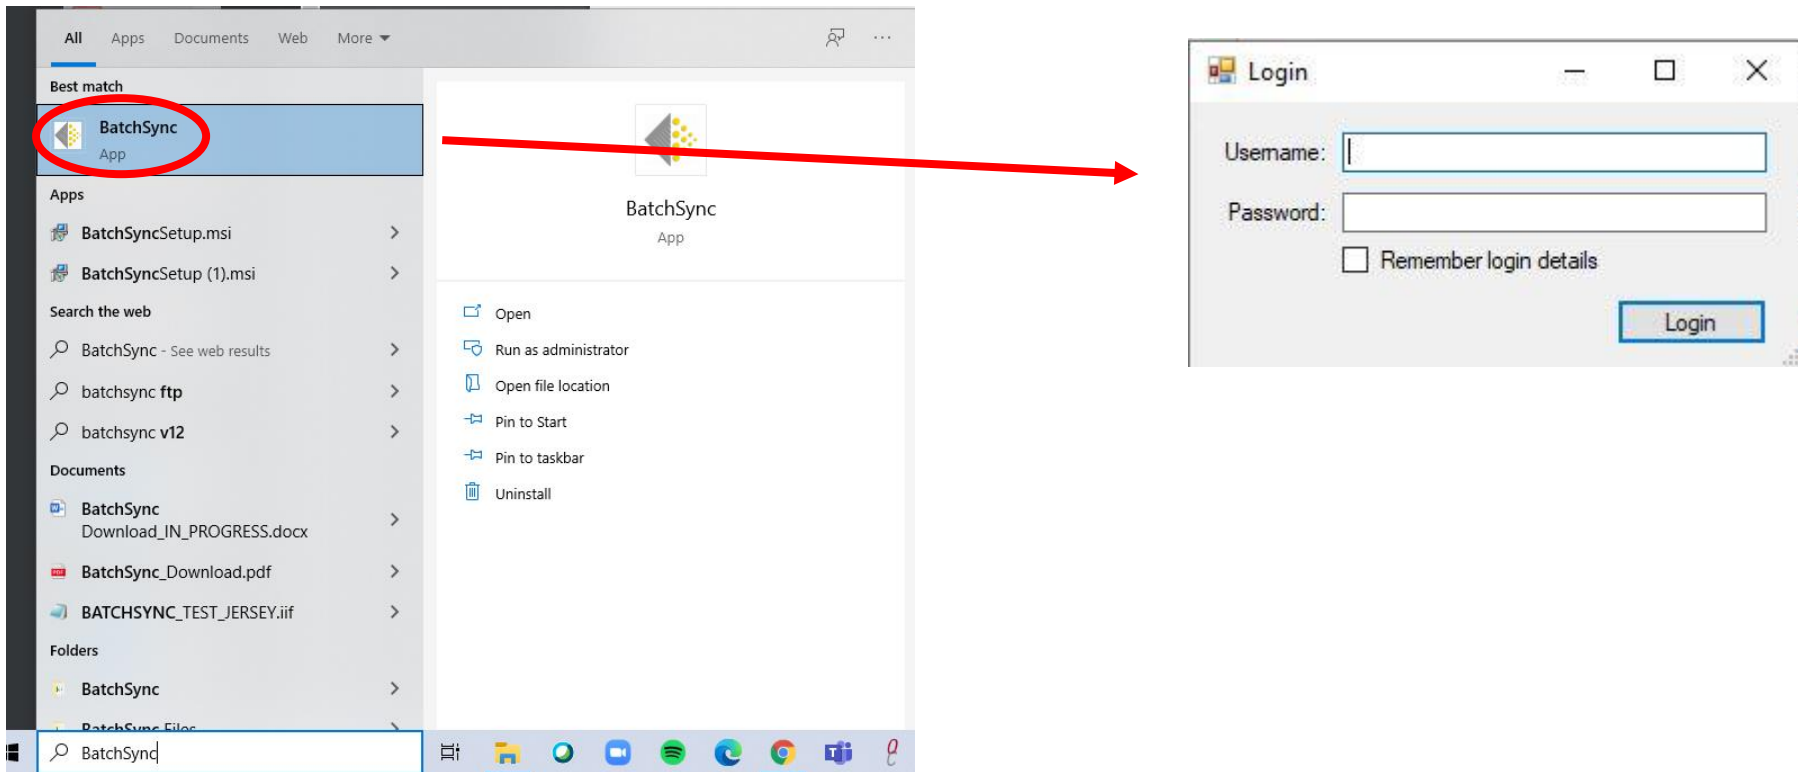 All Apps Documents Web More
Best match
BatchSync
App
Apps
BatchSyncSetup.msi
BatchSyncSetup (1).msi
Search the web
BatchSync - See web results
batchsync ftp
batchsync v12
Documents
BatchSync
Download_IN_PROGRESS.docx
BatchSync_Download.pdf
BATCHSYNC_TEST_JERSEY.iif
Folders
BatchSync
BatchSync Files
BatchSync
BatchSync
App
Open
Run as administrator
Open file location
Pin to Start
Pin to taskbar
Uninstall
Login
Username:
Password:
Remember login details
Login